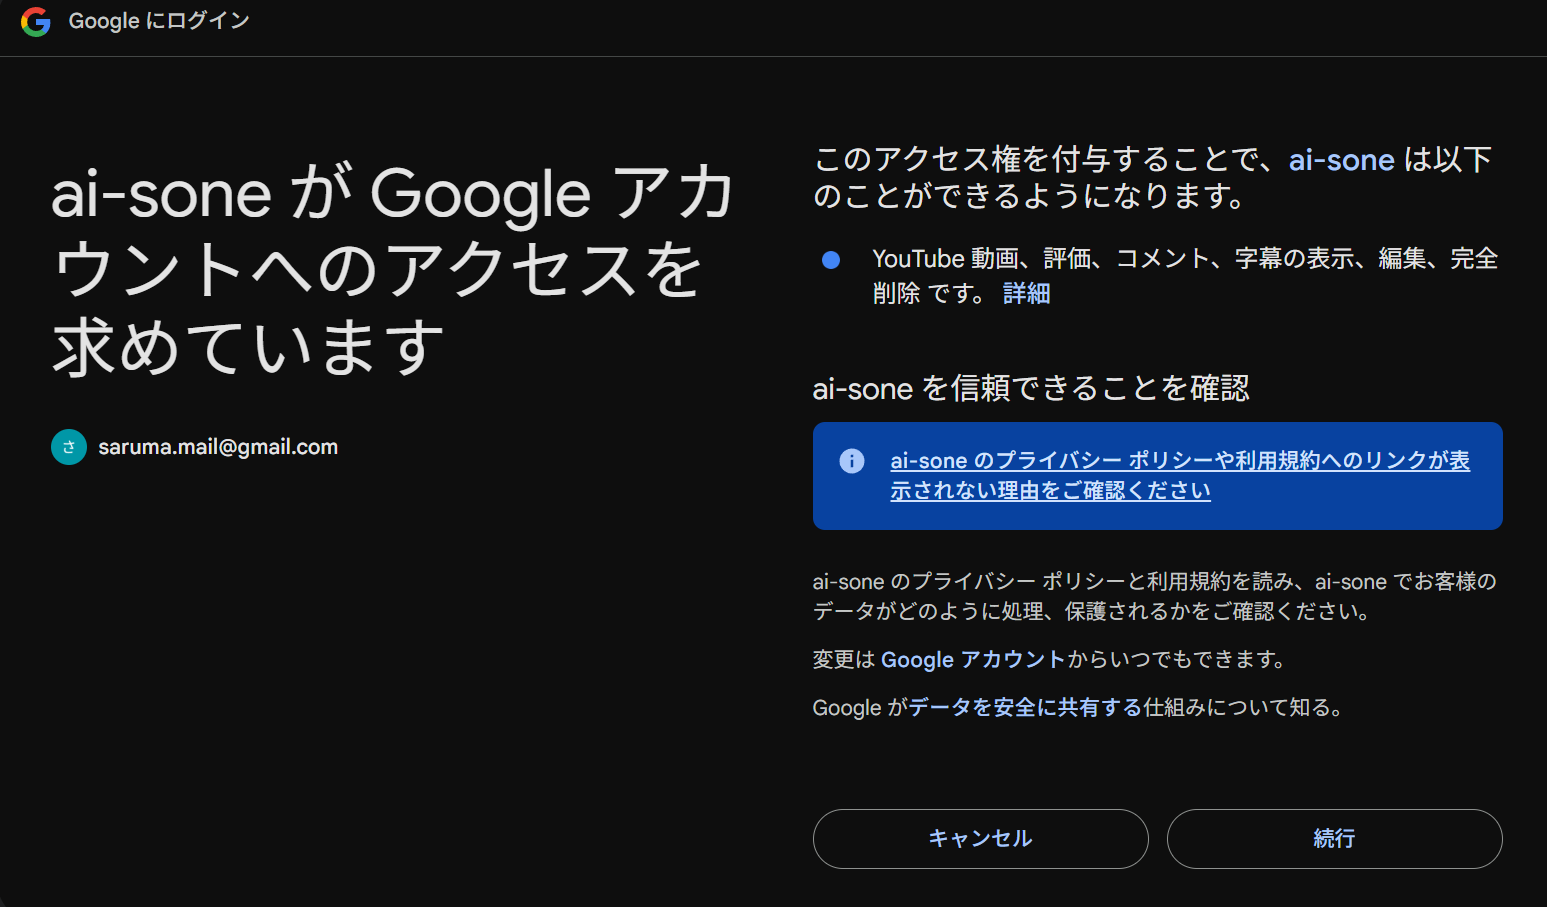 Google にログイン
ai-sone が Google アカ
ウントへのアクセスを
求めています
さ saruma.mail@gmail.com
このアクセス権を付与することで、ai-sone は以下
のことができるようになります。
YouTube 動画、評価、コメント、字幕の表示、編集、完全
削除 です。 詳細
ai-sone を信頼できることを確認
ai-sone のプライバシー ポリシーや利用規約へのリンクが表
示されない理由をご確認ください
ai-sone のプライバシー ポリシーと利用規約を読み、ai-sone でお客様の
データがどのように処理、保護されるかをご確認ください。
変更は Google アカウントからいつでもできます。
Google がデータを安全に共有する仕組みについて知る。
キャンセル
続行